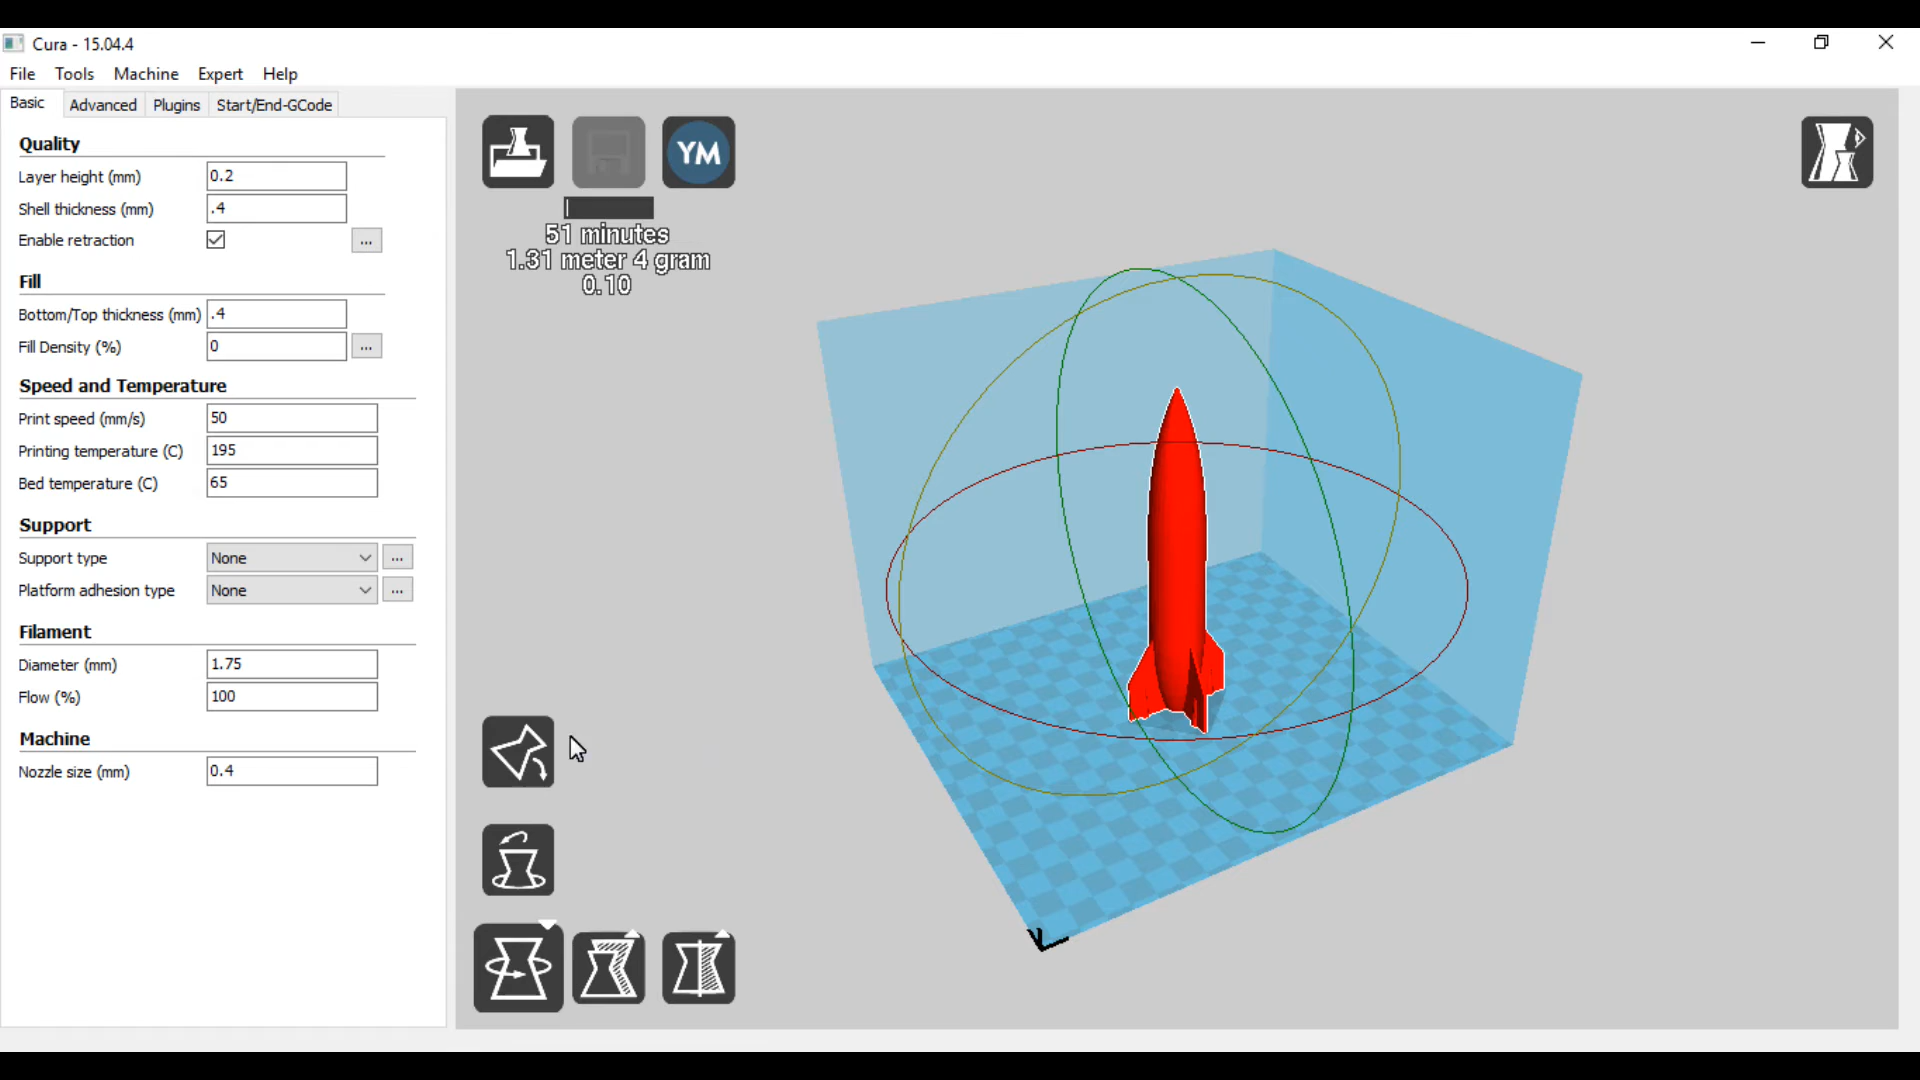 Cura - 15.04.4
File Tools Machine Expert Help
Basic Advanced Plugins Start/End-GCode
Quality
Layer height (mm) 0.2
Shell thickness (mm) .4
Enable retraction ...
Fill
Bottom/Top thickness (mm) .4
Fill Density (%) 0 ...
Speed and Temperature
Print speed (mm/s) 50
Printing temperature (C) 195
Bed temperature (C) 65
Support
Support type None ...
Platform adhesion type None ...
Filament
Diameter (mm) 1.75
Flow (%) 100
Machine
Nozzle size (mm) 0.4
YM
51 minutes
1.31 meter 4 gram
0.10